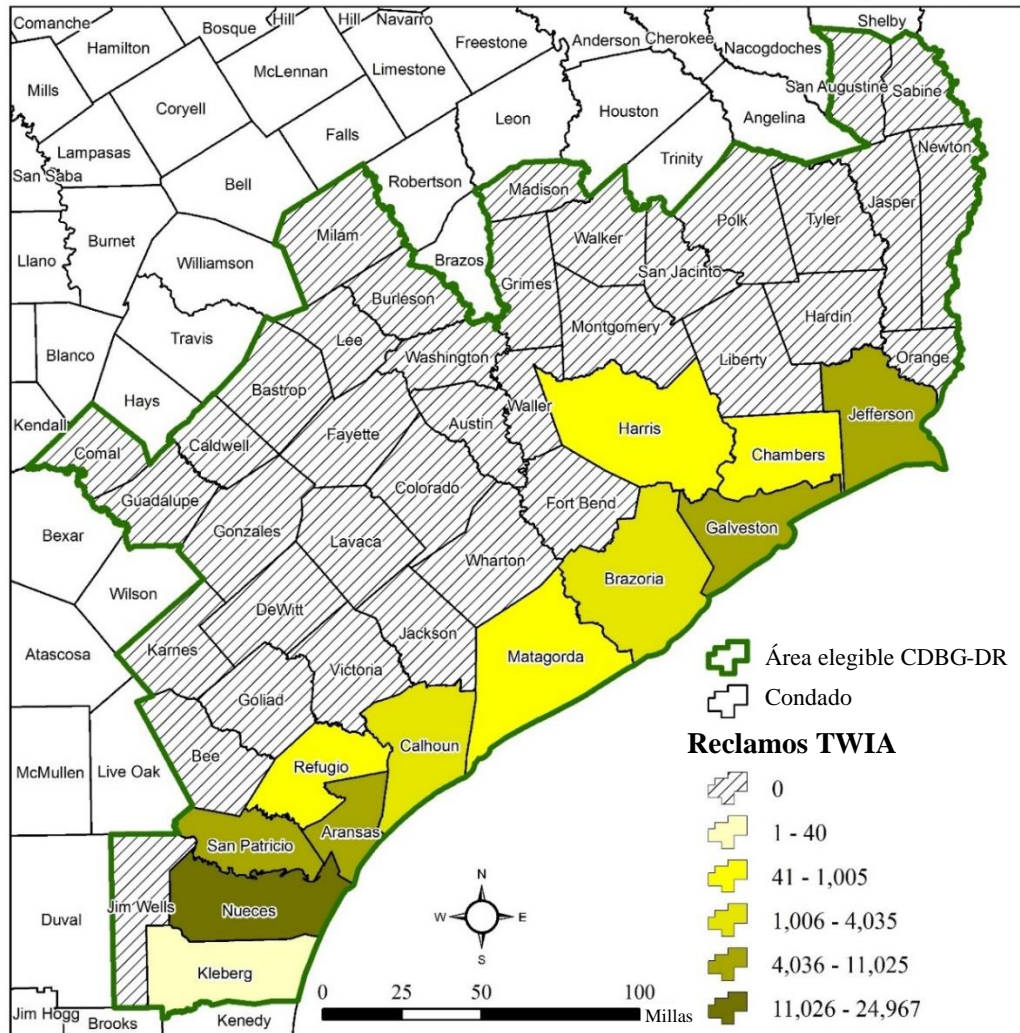 Comanche
Hamilton
Bosque
Hill
Hill
Navarro
Freestone
Anderson
Cherokee
Nacogdoches
Shelby
Mills
Coryell
McLennan
Limestone
Leon
Houston
Angelina
San Augustine
Sabine
Lampasas
Falls
Trinity
Newton
San Saba
Bell
Robertson
Madison
Jasper
Burnet
Milam
Walker
Polk
Tyler
Llano
Williamson
Brazos
Grimes
San Jacinto
Burleson
Montgomery
Hardin
Travis
Lee
Washington
Liberty
Orange
Blanco
Bastrop
Hays
Waller
Jefferson
Kendall
Caldwell
Fayette
Austin
Harris
Chambers
Comal
Guadalupe
Colorado
Fort Bend
Galveston
Bexar
Gonzales
Lavaca
Wharton
Brazoria
Wilson
DeWitt
Jackson
Atascosa
Karnes
Victoria
Matagorda
Goliad
Calhoun
Bee
Refugio
McMullen
Live Oak
Aransas
San Patricio
Duval
Jim Wells
Nueces
Kleberg
Jim Hogg
Brooks
Kenedy
Área elegible CDBG-DR
Condado
Reclamos TWIA
0
1 - 40
41 - 1,005
1,006 - 4,035
4,036 - 11,025
11,026 - 24,967
N
W E
S
0 25 50 100 Millas